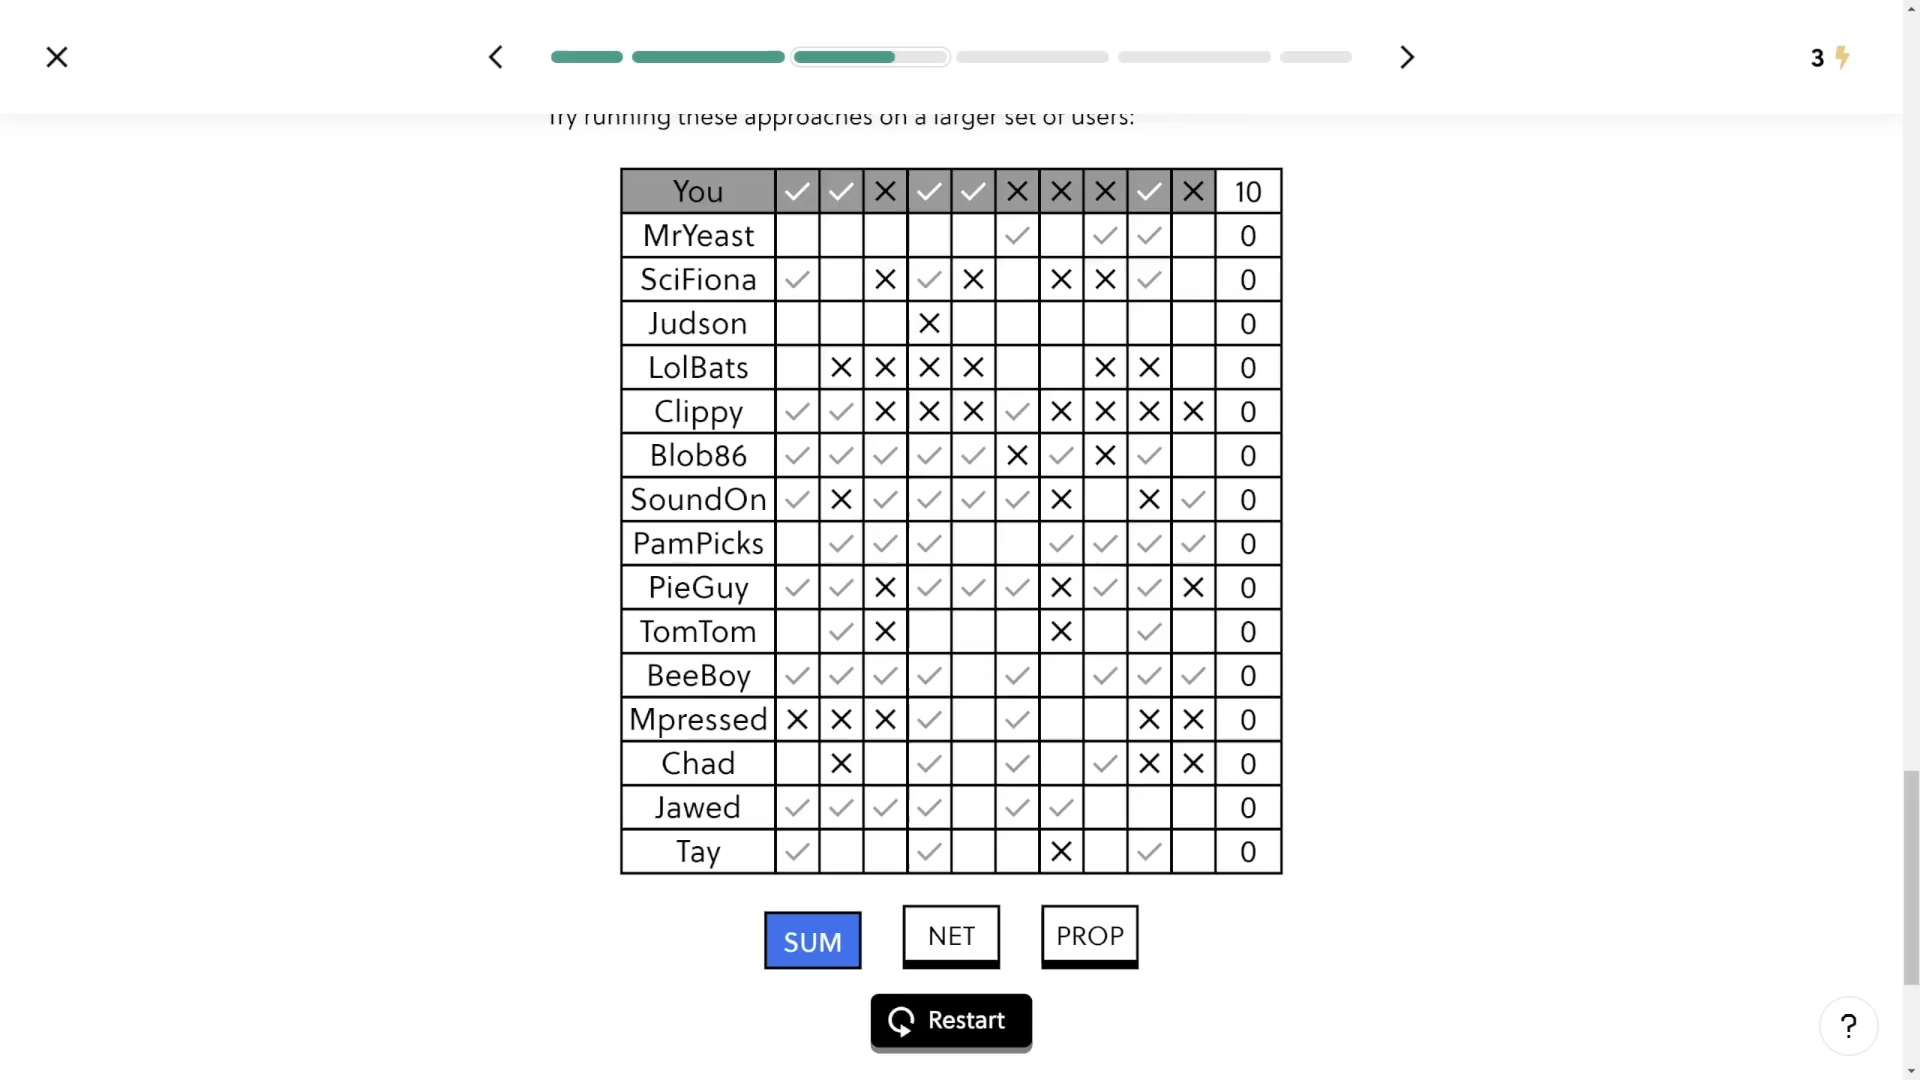 3
Try running these approaches on a larger set of users:
You ✓ ✓ ✕ ✓ ✓ ✕ ✕ ✕ ✓ ✕ 10
MrYeast ✓ ✓ ✓ 0
SciFiona ✓ ✕ ✓ ✕ ✕ ✕ ✓ 0
Judson ✕ 0
LolBats ✕ ✕ ✕ ✕ ✕ ✕ 0
Clippy ✓ ✓ ✕ ✕ ✕ ✓ ✕ ✕ ✕ ✕ 0
Blob86 ✓ ✓ ✓ ✓ ✓ ✕ ✓ ✕ ✓ 0
SoundOn ✓ ✕ ✓ ✓ ✓ ✓ ✕ ✕ ✓ 0
PamPicks ✓ ✓ ✓ ✓ ✓ ✓ ✓ 0
PieGuy ✓ ✓ ✕ ✓ ✓ ✓ ✕ ✓ ✓ ✕ 0
TomTom ✓ ✕ ✕ ✓ 0
BeeBoy ✓ ✓ ✓ ✓ ✓ ✓ ✓ ✓ 0
Mpressed ✕ ✕ ✕ ✓ ✓ ✕ ✕ 0
Chad ✕ ✓ ✓ ✓ ✕ ✕ 0
Jawed ✓ ✓ ✓ ✓ ✓ ✓ 0
Tay ✓ ✓ ✕ ✓ 0
SUM NET PROP
Restart
?